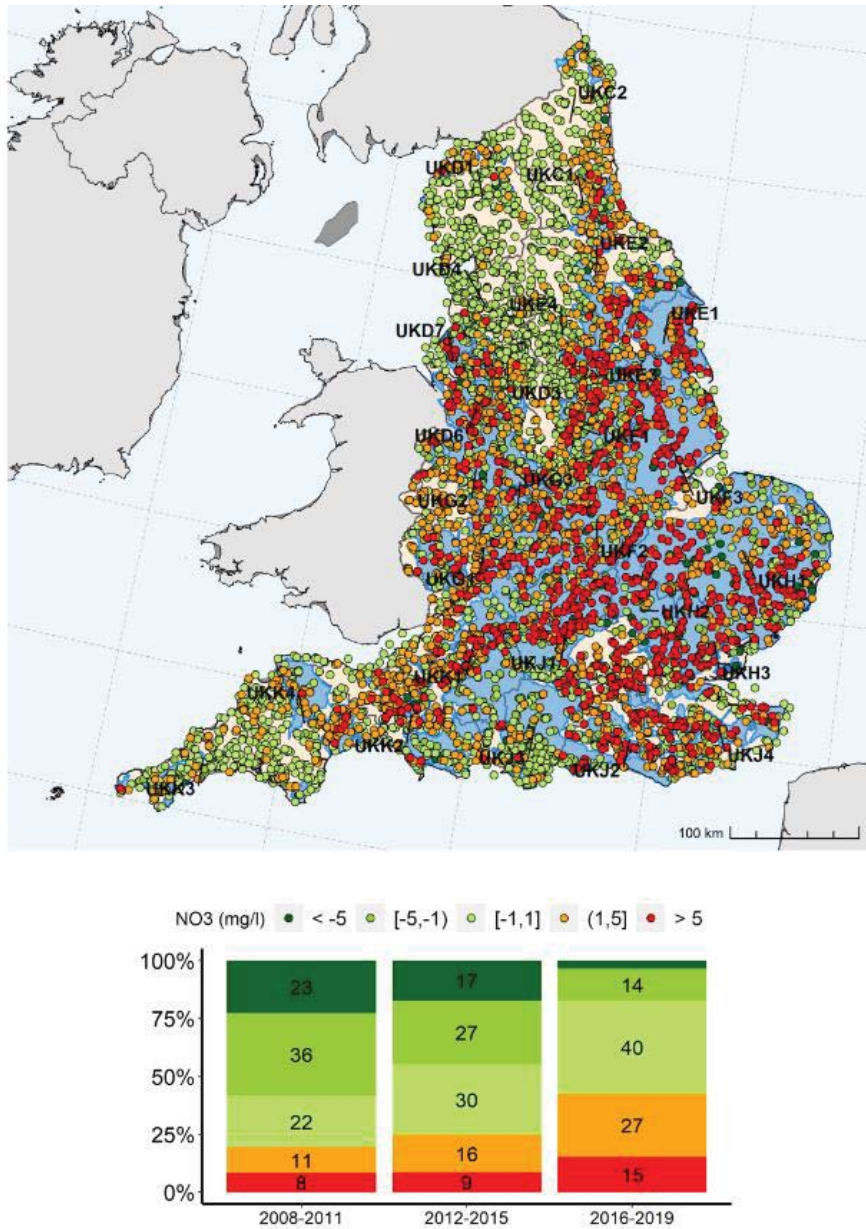 UKC2
UKD1
UKC1
UKE2
UKD4
UKE4
UKE1
UKD7
UKE3
UKD3
UKD6
UKF1
UKG3
UKG2
UKF3
UKF2
UKG1
UKH1
UKH2
UKJ1
UKH3
UKK1
UKK4
UKK2
UKJ3
UKJ2
UKJ4
UKK3
100 km
NO3 (mg/l) < -5 [-5,-1) [-1,1] (1,5] > 5
100%
75%
50%
25%
0%
23
36
22
11
8
17
27
30
16
9
14
40
27
15
2008-2011 2012-2015 2016-2019